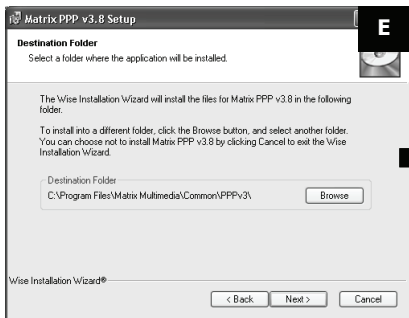 Matrix PPP v3.8 Setup
E
Destination Folder
Select a folder where the application will be installed.
The Wise Installation Wizard will install the files for Matrix PPP v3.8 in the following
folder.
To install into a different folder, click the Browse button, and select another folder.
You can choose not to install Matrix PPP v3.8 by clicking Cancel to exit the Wise
Installation Wizard.
Destination Folder
C:\Program Files\Matrix Multimedia\Common\PPPv3\
Browse
Wise Installation Wizard®
< Back
Next >
Cancel